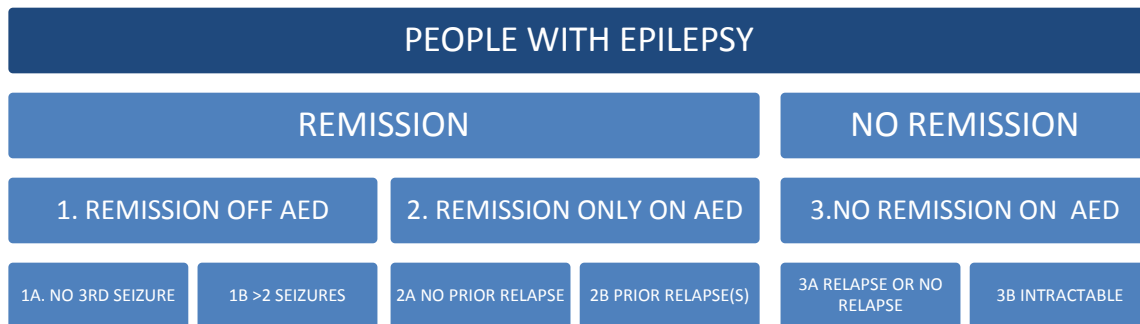 PEOPLE WITH EPILEPSY
REMISSION
NO REMISSION
1. REMISSION OFF AED
2. REMISSION ONLY ON AED
3.NO REMISSION ON AED
1A. NO 3RD SEIZURE
1B >2 SEIZURES
2A NO PRIOR RELAPSE
2B PRIOR RELAPSE(S)
3A RELAPSE OR NO
RELAPSE
3B INTRACTABLE